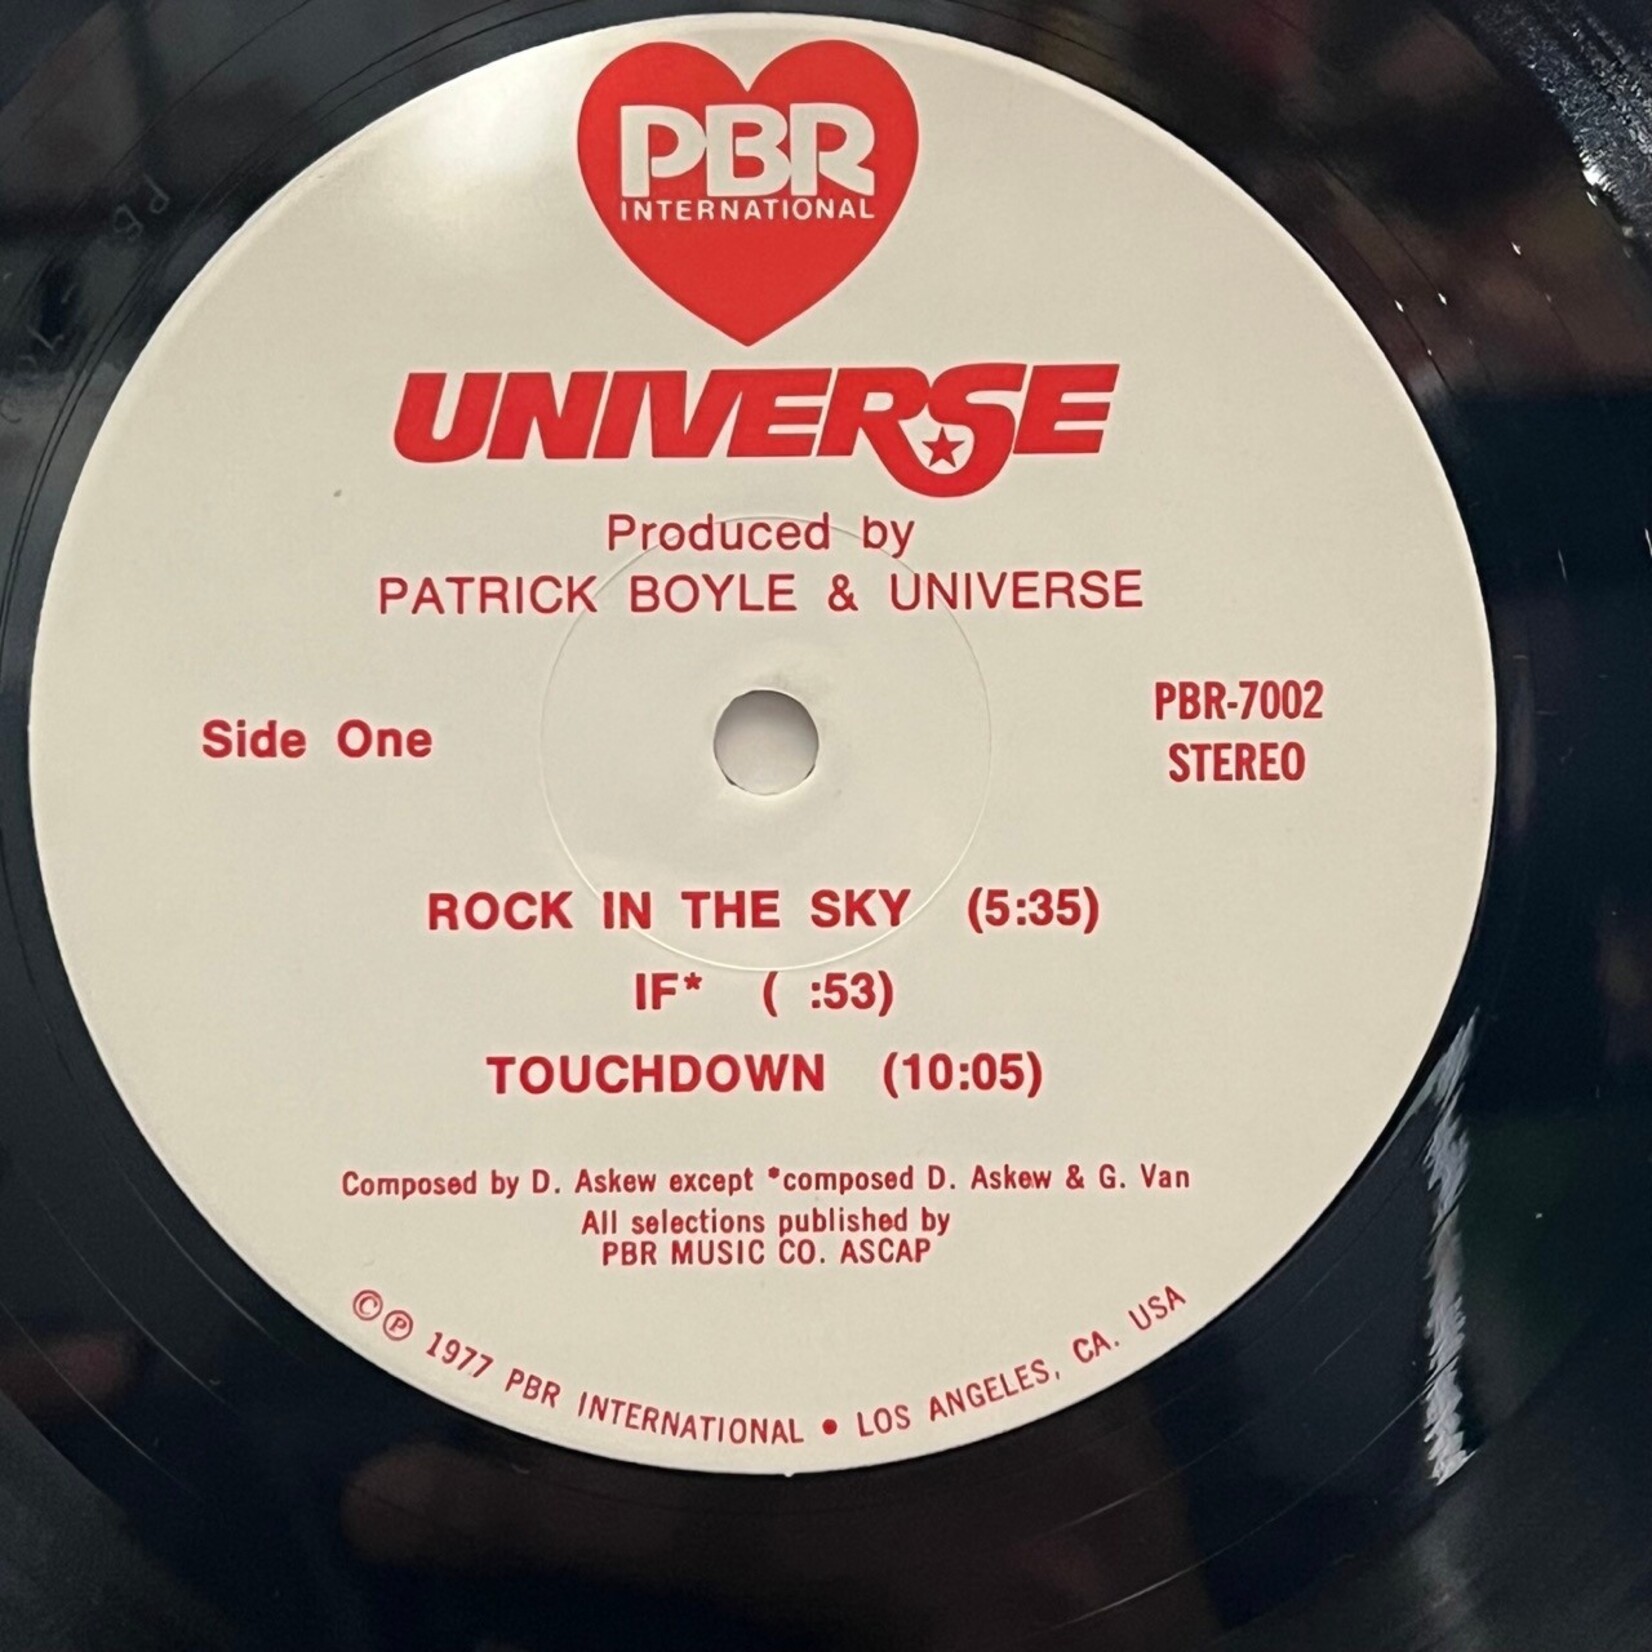 PBR
INTERNATIONAL
UNIVERSE
Produced by
PATRICK BOYLE & UNIVERSE
Side One
PBR-7002
STEREO
ROCK IN THE SKY (5:35)
IF* ( :53)
TOUCHDOWN (10:05)
Composed by D. Askew except *composed D. Askew & G. Van
All selections published by
PBR MUSIC CO. ASCAP
©℗ 1977 PBR INTERNATIONAL • LOS ANGELES, CA. USA